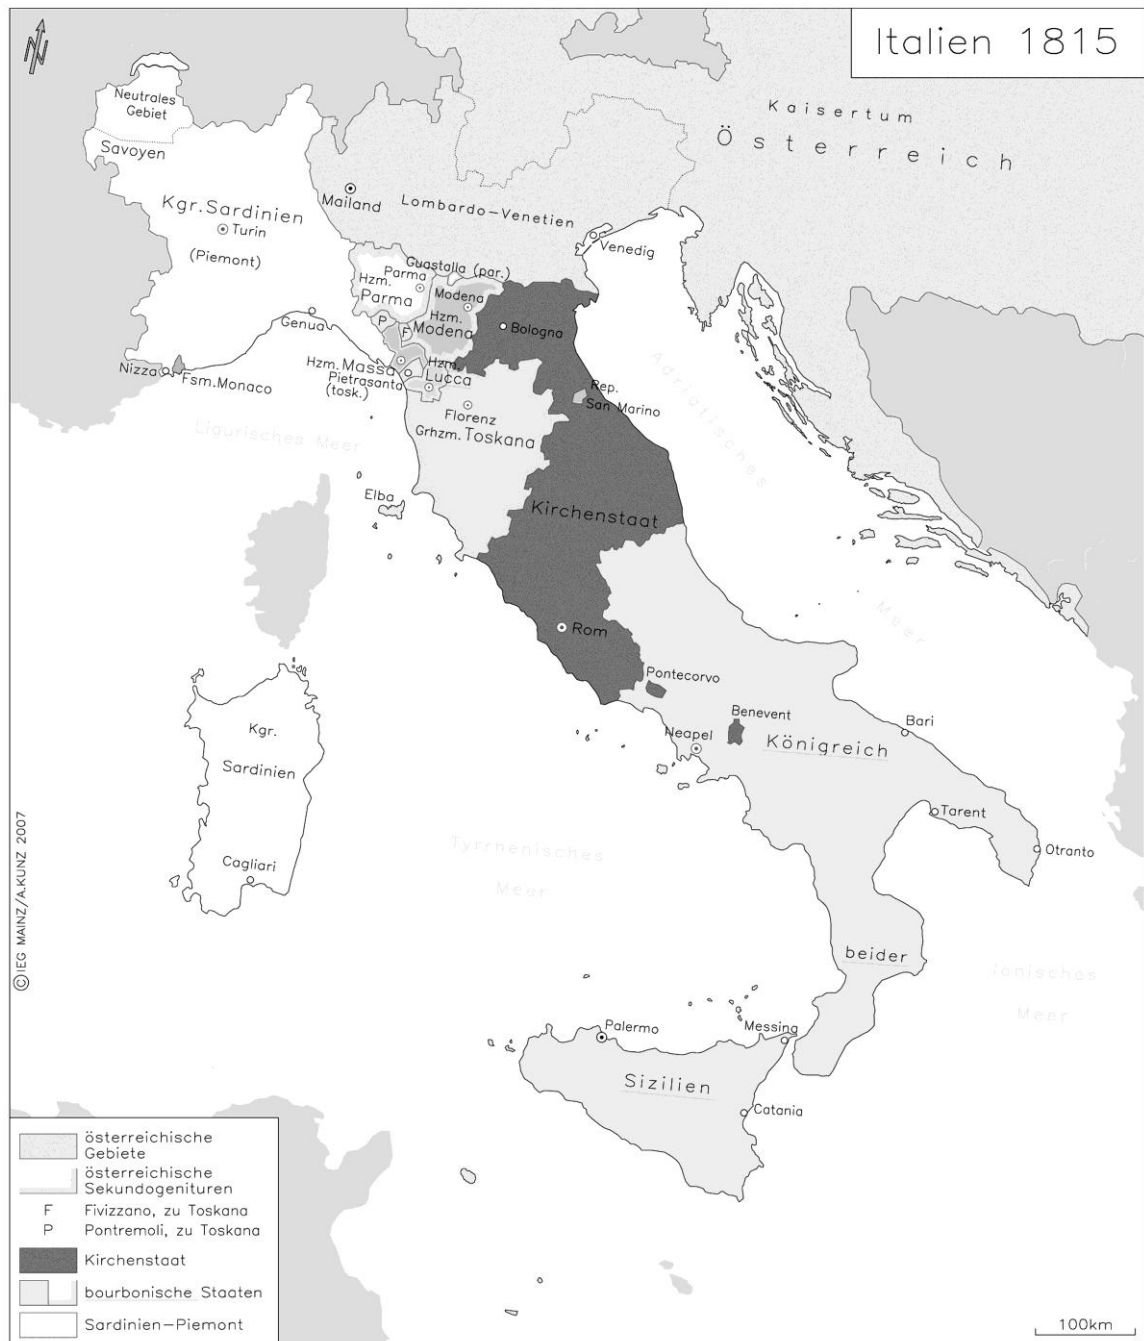 Italien 1815
N
Neutrales
Gebiet
Savoyen
Kaisertum
Österreich
Kgr. Sardinien
Turin
(Piemont)
Mailand
Lombardo-Venetien
Venedig
Guastalla (par.)
Parma
Hzm.
Parma
Modena
Hzm.
Modena
P
F
Bologna
Genua
Nizza
Fsm. Monaco
Hzm. Massa
Hzm.
Lucca
Pietrasanta
(tosk.)
Florenz
Grhzm. Toskana
Rep.
San Marino
Ligurisches Meer
Adriatisches
Meer
Elba
Kirchenstaat
Rom
Pontecorvo
Benevent
Neapel
Königreich
Bari
Tarent
Otranto
Kgr.
Sardinien
Cagliari
Tyrrhenisches
Meer
beider
Ionisches
Meer
Palermo
Messina
Sizilien
Catania
© IEG MAINZ/A.KUNZ 2007
österreichische
Gebiete
österreichische
Sekundogenituren
F Fivizzano, zu Toskana
P Pontremoli, zu Toskana
Kirchenstaat
bourbonische Staaten
Sardinien-Piemont
100km